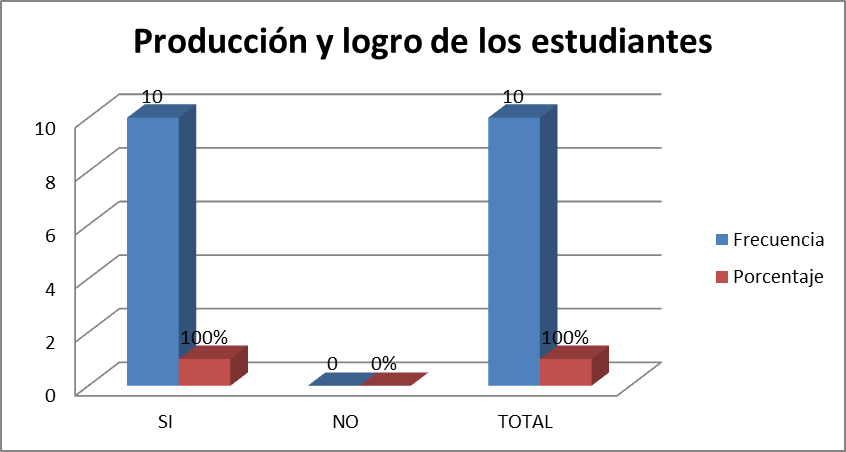 Producción y logro de los estudiantes
10
10
10
8
6
4
2
0
100%
0
0%
100%
SI
NO
TOTAL
Frecuencia
Porcentaje